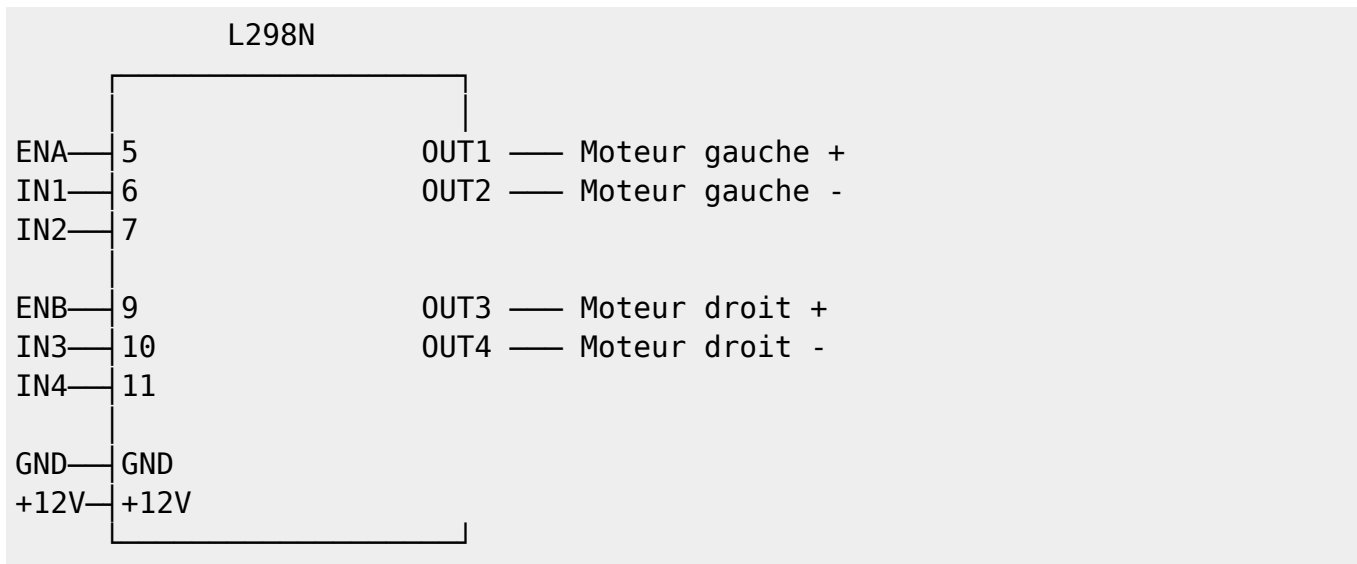 L298N
ENA 5 OUT1 ─── Moteur gauche +
IN1 6 OUT2 ─── Moteur gauche -
IN2 7
ENB 9 OUT3 ─── Moteur droit +
IN3 10 OUT4 ─── Moteur droit -
IN4 11
GND GND
+12V +12V